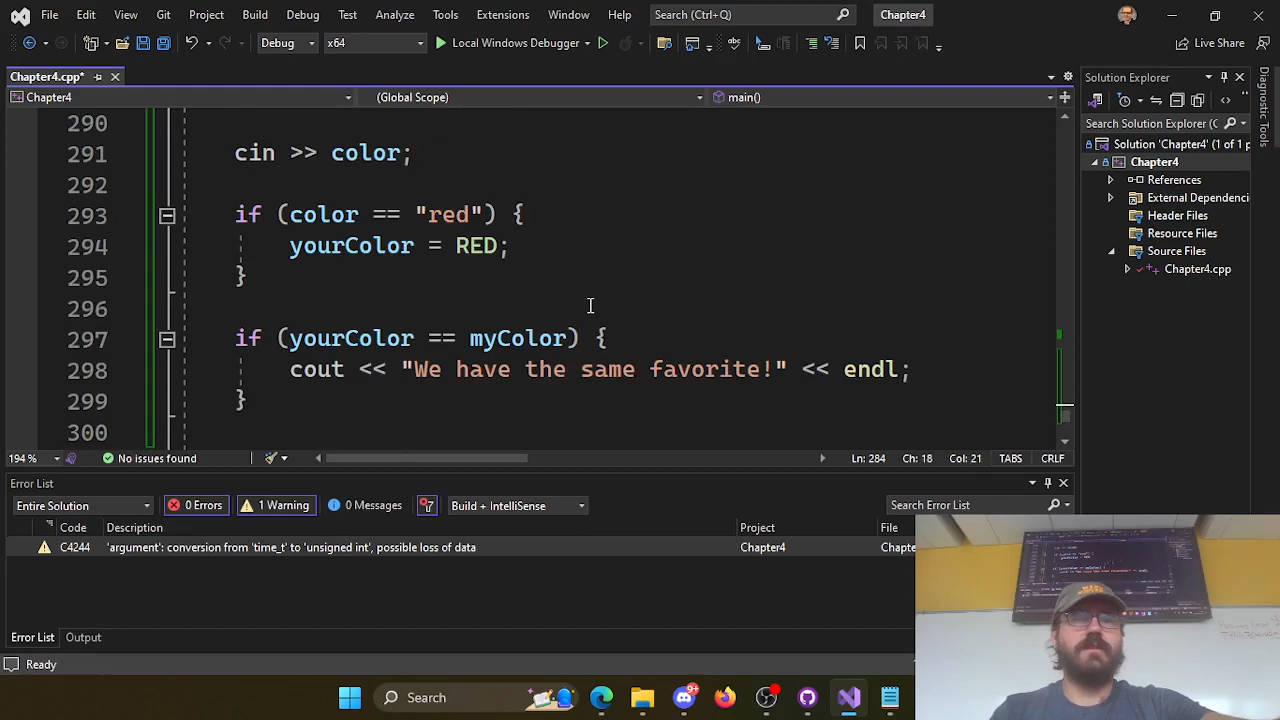 File Edit View Git Project Build Debug Test Analyze Tools Extensions Window Help Search (Ctrl+Q) Chapter4
Debug x64 Local Windows Debugger Live Share
Chapter4.cpp*
Chapter4 (Global Scope) main()
290
291 cin >> color;
292
293 if (color == "red") {
294 yourColor = RED;
295 }
296
297 if (yourColor == myColor) {
298 cout << "We have the same favorite!" << endl;
299 }
300
194 % No issues found Ln: 284 Ch: 18 Col: 21 TABS CRLF
Solution Explorer
Search Solution Explorer (C
Solution 'Chapter4' (1 of 1 p
Chapter4
References
External Dependenci
Header Files
Resource Files
Source Files
Chapter4.cpp
Diagnostic Tools
Error List
Entire Solution 0 Errors 1 Warning 0 Messages Build + IntelliSense Search Error List
Code Description Project File
C4244 'argument': conversion from 'time_t' to 'unsigned int', possible loss of data Chapter4 Chapte
Error List Output
Ready
Search 9+